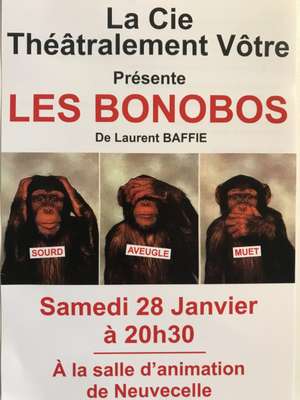 La Cie
Théâtralement Vôtre
Présente
LES BONOBOS
De Laurent BAFFIE
SOURD
AVEUGLE
MUET
Samedi 28 Janvier
à 20h30
À la salle d'animation
de Neuvecelle